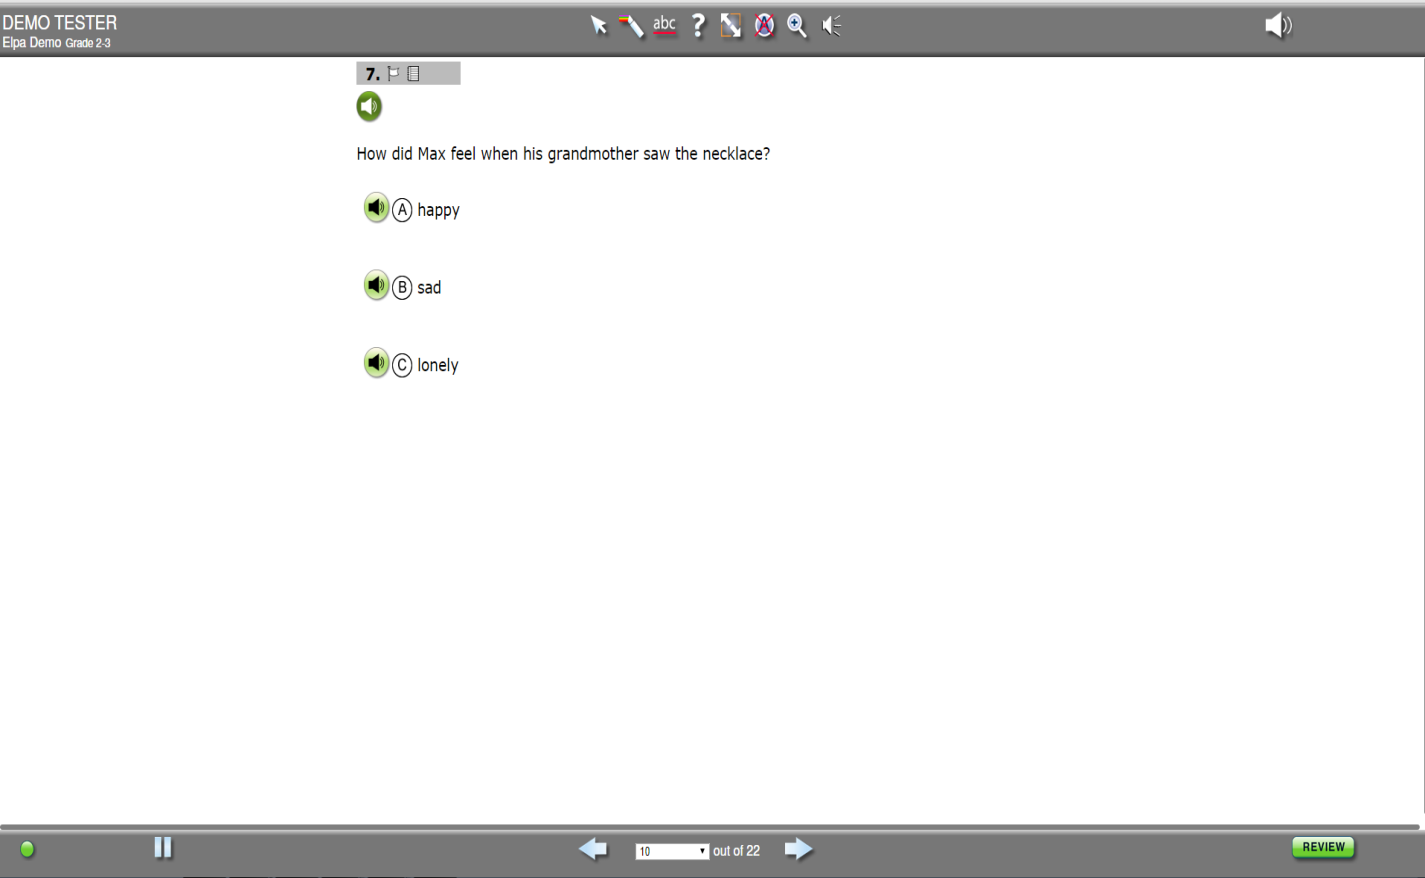 DEMO TESTER
Elpa Demo Grade 2-3
abc
?
A
7.
How did Max feel when his grandmother saw the necklace?
A happy
B sad
C lonely
10 out of 22
REVIEW